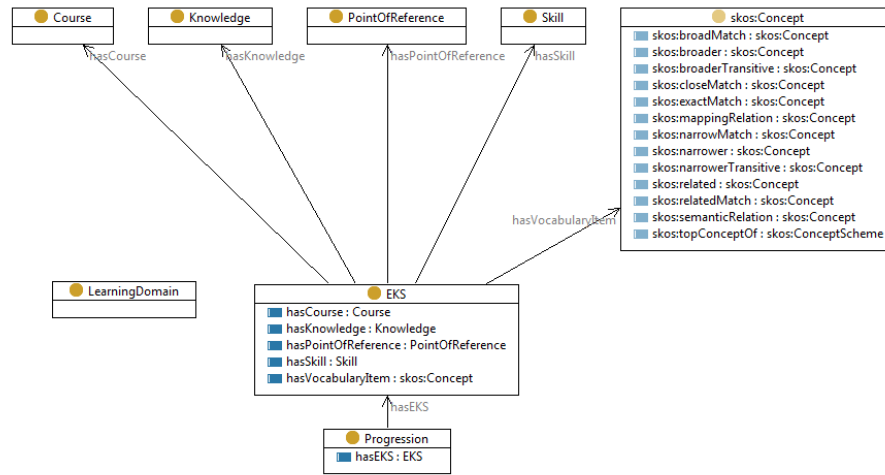 Course
Knowledge
PointOfReference
Skill
skos:Concept
skos:broadMatch : skos:Concept
skos:broader : skos:Concept
skos:broaderTransitive : skos:Concept
skos:closeMatch : skos:Concept
skos:exactMatch : skos:Concept
skos:mappingRelation : skos:Concept
skos:narrowMatch : skos:Concept
skos:narrower : skos:Concept
skos:narrowerTransitive : skos:Concept
skos:related : skos:Concept
skos:relatedMatch : skos:Concept
skos:semanticRelation : skos:Concept
skos:topConceptOf : skos:ConceptScheme
hasCourse
hasKnowledge
hasPointOfReference
hasSkill
hasVocabularyItem
LearningDomain
EKS
hasCourse : Course
hasKnowledge : Knowledge
hasPointOfReference : PointOfReference
hasSkill : Skill
hasVocabularyItem : skos:Concept
hasEKS
Progression
hasEKS : EKS